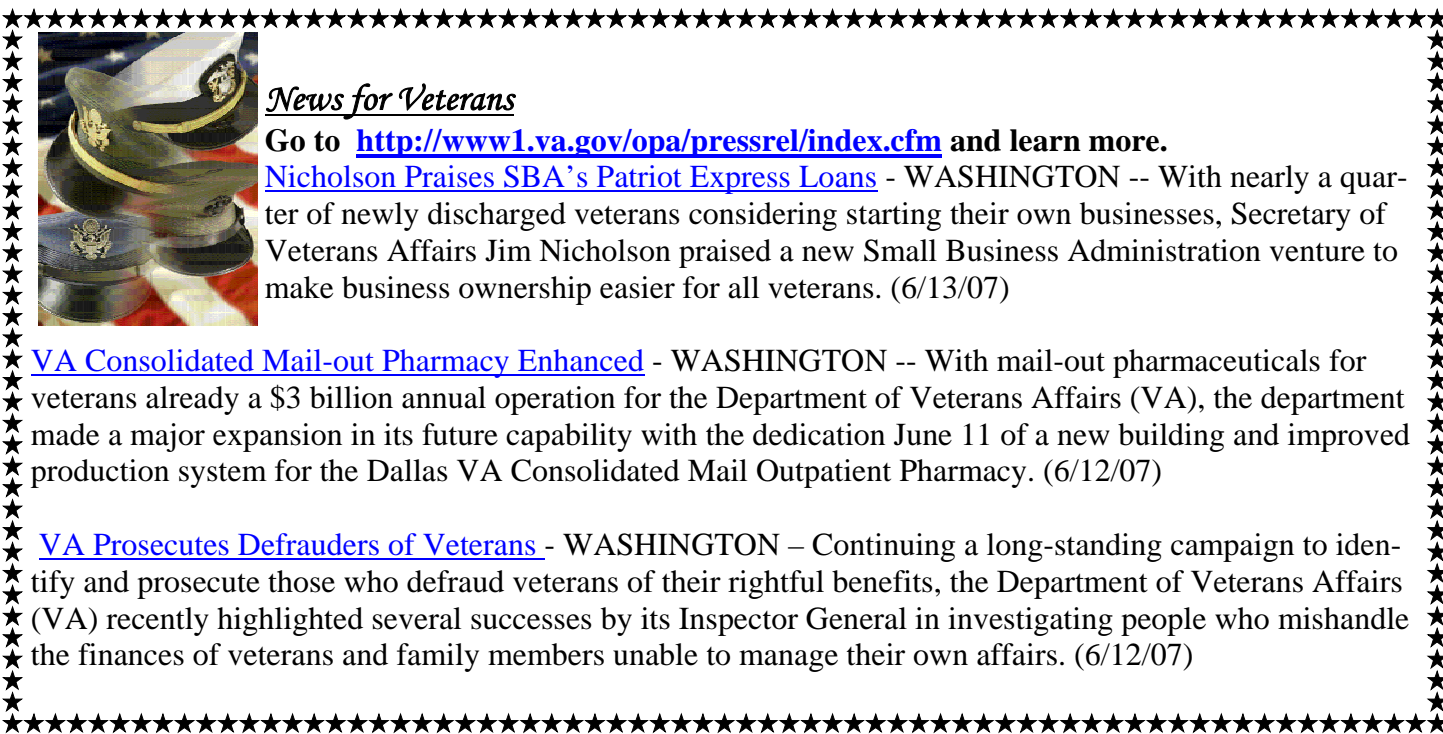 News for Veterans
Go to http://www1.va.gov/opa/pressrel/index.cfm and learn more.
Nicholson Praises SBA’s Patriot Express Loans - WASHINGTON -- With nearly a quar-
ter of newly discharged veterans considering starting their own businesses, Secretary of
Veterans Affairs Jim Nicholson praised a new Small Business Administration venture to
make business ownership easier for all veterans. (6/13/07)
VA Consolidated Mail-out Pharmacy Enhanced - WASHINGTON -- With mail-out pharmaceuticals for
veterans already a $3 billion annual operation for the Department of Veterans Affairs (VA), the department
made a major expansion in its future capability with the dedication June 11 of a new building and improved
production system for the Dallas VA Consolidated Mail Outpatient Pharmacy. (6/12/07)
VA Prosecutes Defrauders of Veterans - WASHINGTON – Continuing a long-standing campaign to iden-
tify and prosecute those who defraud veterans of their rightful benefits, the Department of Veterans Affairs
(VA) recently highlighted several successes by its Inspector General in investigating people who mishandle
the finances of veterans and family members unable to manage their own affairs. (6/12/07)